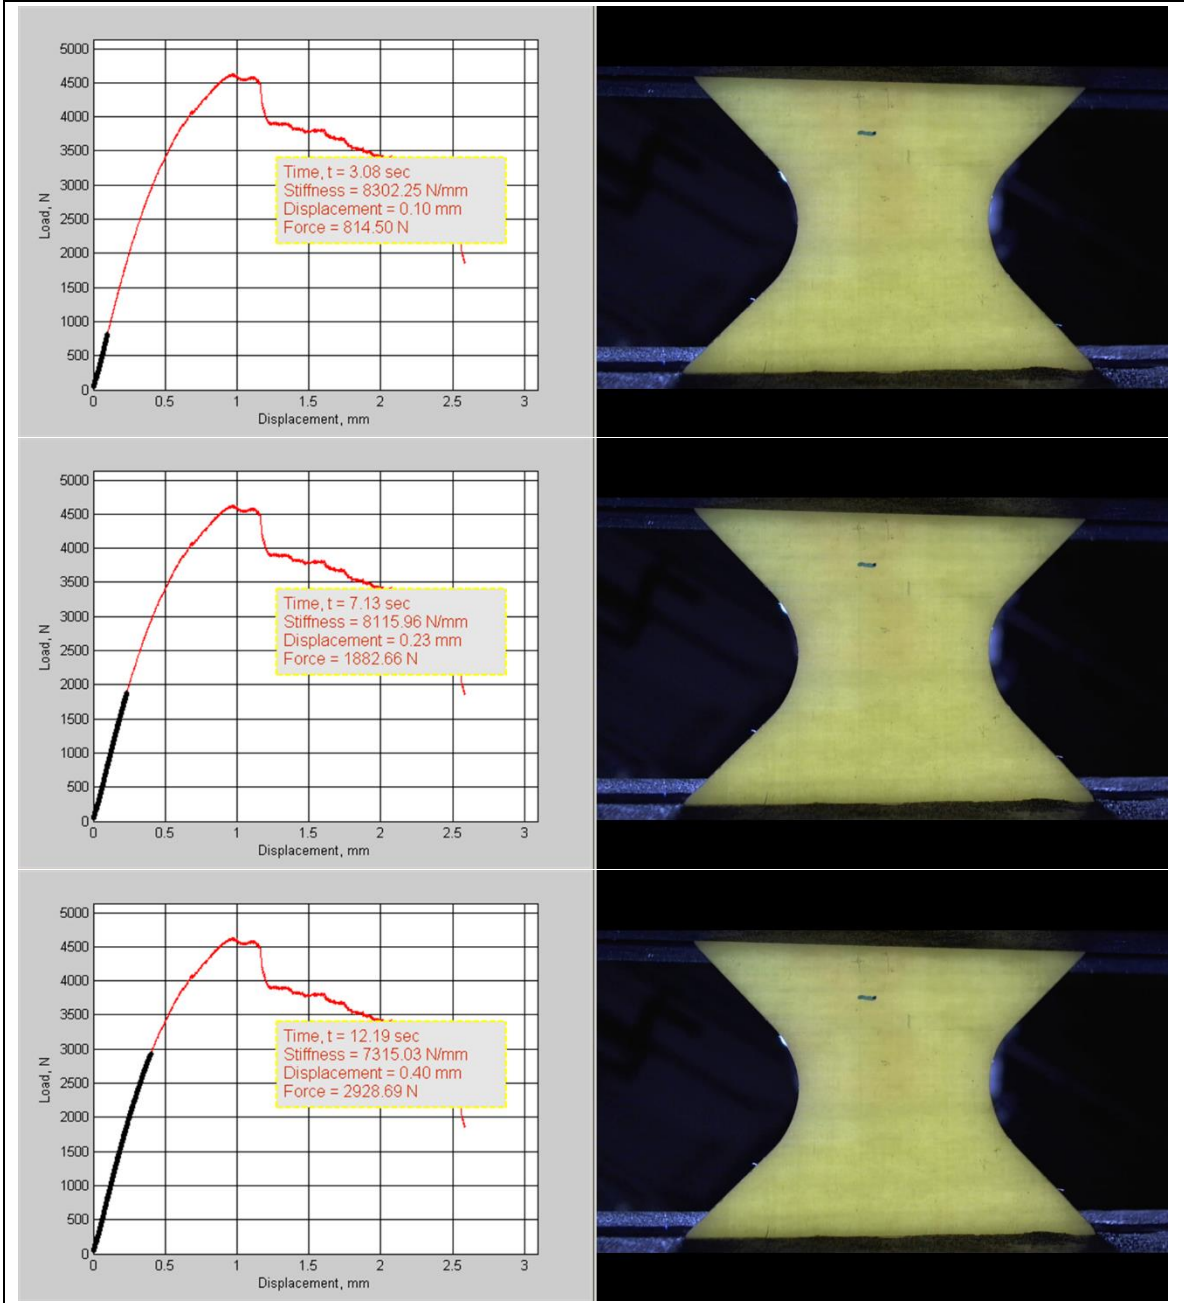 5000
4500
4000
3500
3000
2500
2000
1500
1000
500
0
Load, N
Time, t = 3.08 sec
Stiffness = 8302.25 N/mm
Displacement = 0.10 mm
Force = 814.50 N
0 0.5 1 1.5 2 2.5 3
Displacement, mm
5000
4500
4000
3500
3000
2500
2000
1500
1000
500
0
Load, N
Time, t = 7.13 sec
Stiffness = 8115.96 N/mm
Displacement = 0.23 mm
Force = 1882.66 N
0 0.5 1 1.5 2 2.5 3
Displacement, mm
5000
4500
4000
3500
3000
2500
2000
1500
1000
500
0
Load, N
Time, t = 12.19 sec
Stiffness = 7315.03 N/mm
Displacement = 0.40 mm
Force = 2928.69 N
0 0.5 1 1.5 2 2.5 3
Displacement, mm